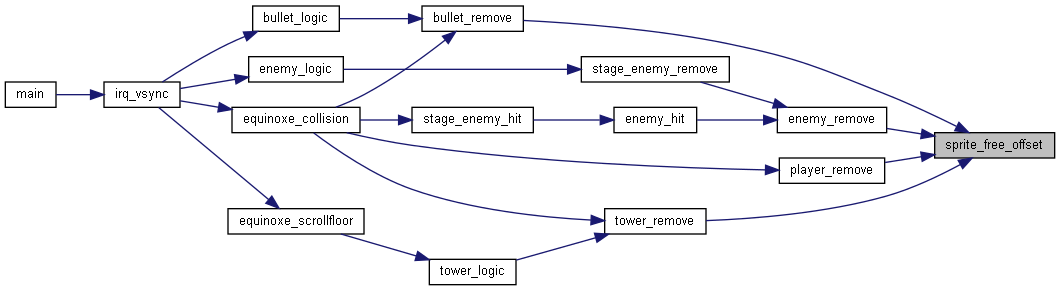 bullet_logic
bullet_remove
enemy_logic
stage_enemy_remove
main
irq_vsync
equinoxe_collision
stage_enemy_hit
enemy_hit
enemy_remove
sprite_free_offset
player_remove
equinoxe_scrollfloor
tower_remove
tower_logic